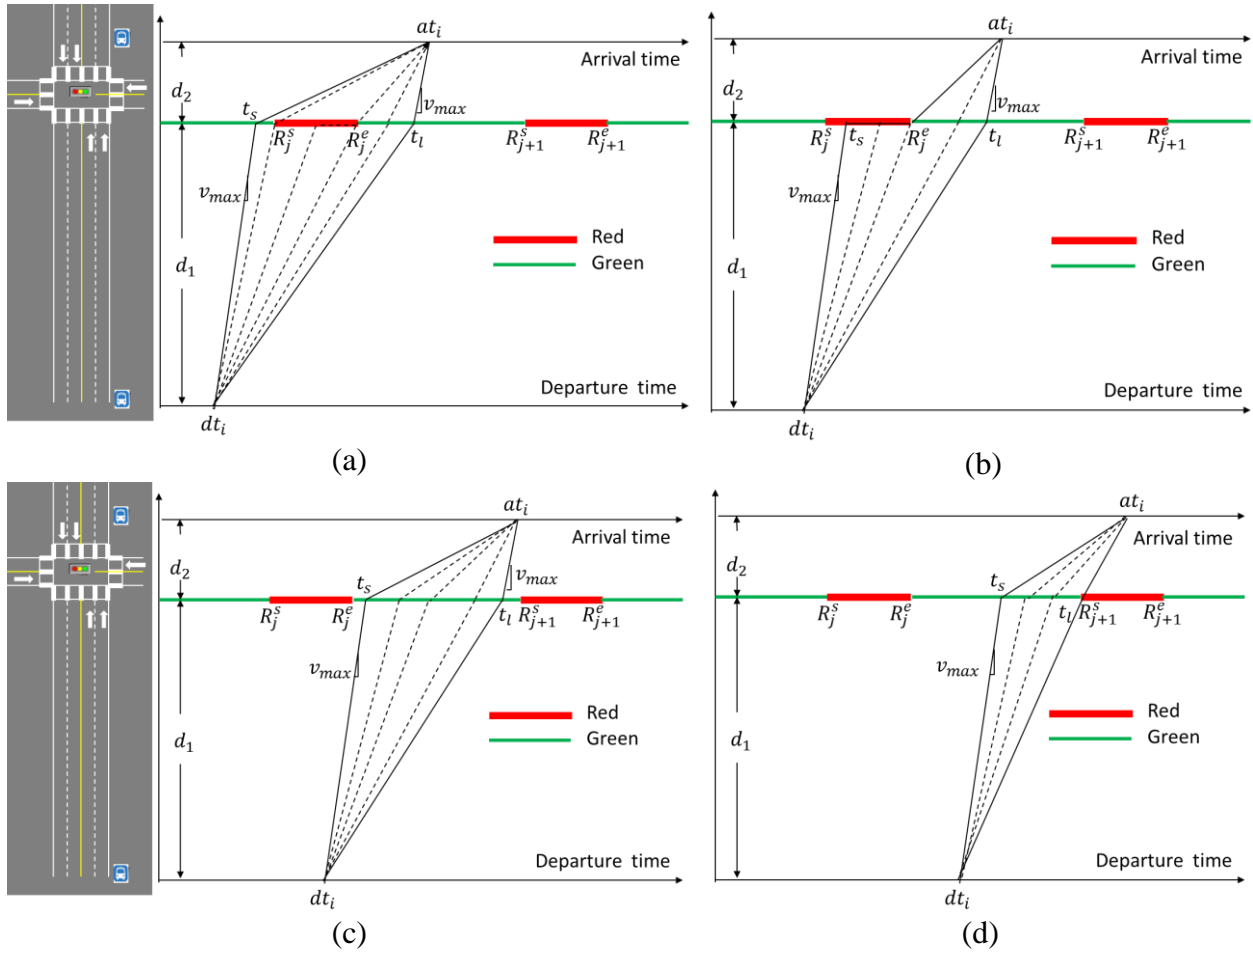 at_i
Arrival time
d_2
t_s
v_max
R_j^s
R_j^e
t_l
R_{j+1}^s
R_{j+1}^e
v_max
Red
Green
d_1
Departure time
dt_i
(a)
at_i
Arrival time
d_2
v_max
R_j^s
t_s
R_j^e
t_l
R_{j+1}^s
R_{j+1}^e
v_max
Red
Green
d_1
Departure time
dt_i
(b)
at_i
Arrival time
d_2
t_s
v_max
R_j^s
R_j^e
t_l
R_{j+1}^s
R_{j+1}^e
v_max
Red
Green
d_1
Departure time
dt_i
(c)
at_i
Arrival time
d_2
t_s
R_j^s
R_j^e
t_l
R_{j+1}^s
R_{j+1}^e
v_max
Red
Green
d_1
Departure time
dt_i
(d)